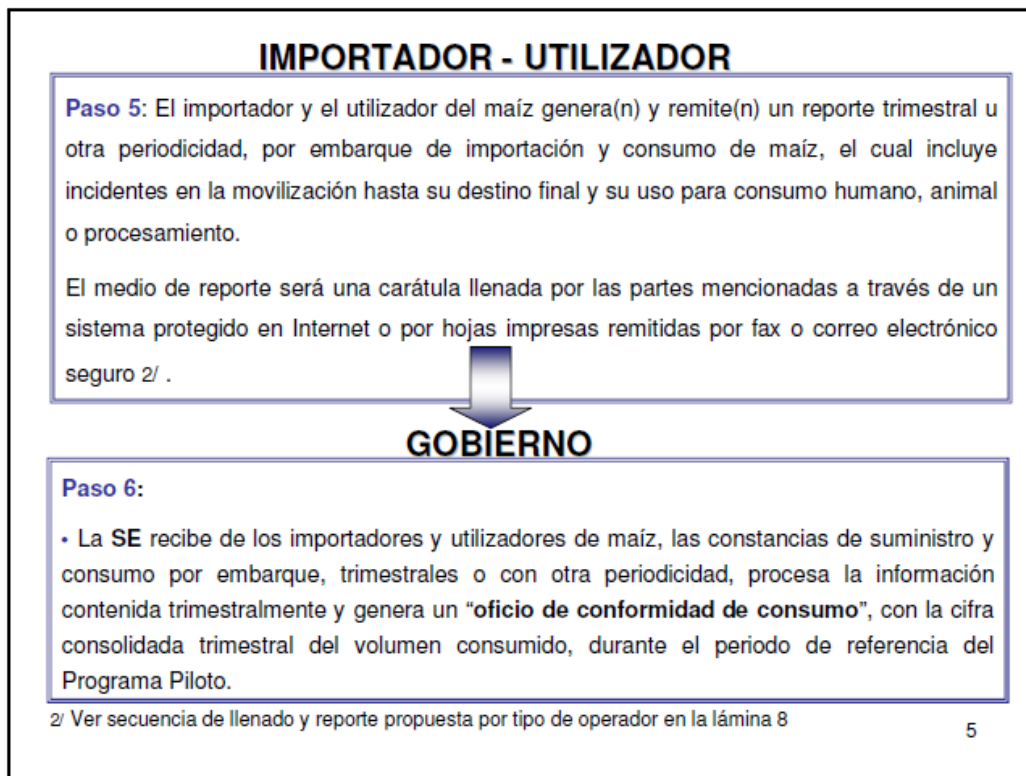 IMPORTADOR - UTILIZADOR
Paso 5: El importador y el utilizador del maíz genera(n) y remite(n) un reporte trimestral u
otra periodicidad, por embarque de importación y consumo de maíz, el cual incluye
incidentes en la movilización hasta su destino final y su uso para consumo humano, animal
o procesamiento.
El medio de reporte será una carátula llenada por las partes mencionadas a través de un
sistema protegido en Internet o por hojas impresas remitidas por fax o correo electrónico
seguro 2/ .
GOBIERNO
Paso 6:
• La SE recibe de los importadores y utilizadores de maíz, las constancias de suministro y
consumo por embarque, trimestrales o con otra periodicidad, procesa la información
contenida trimestralmente y genera un “oficio de conformidad de consumo”, con la cifra
consolidada trimestral del volumen consumido, durante el periodo de referencia del
Programa Piloto.
2/ Ver secuencia de llenado y reporte propuesta por tipo de operador en la lámina 8
5